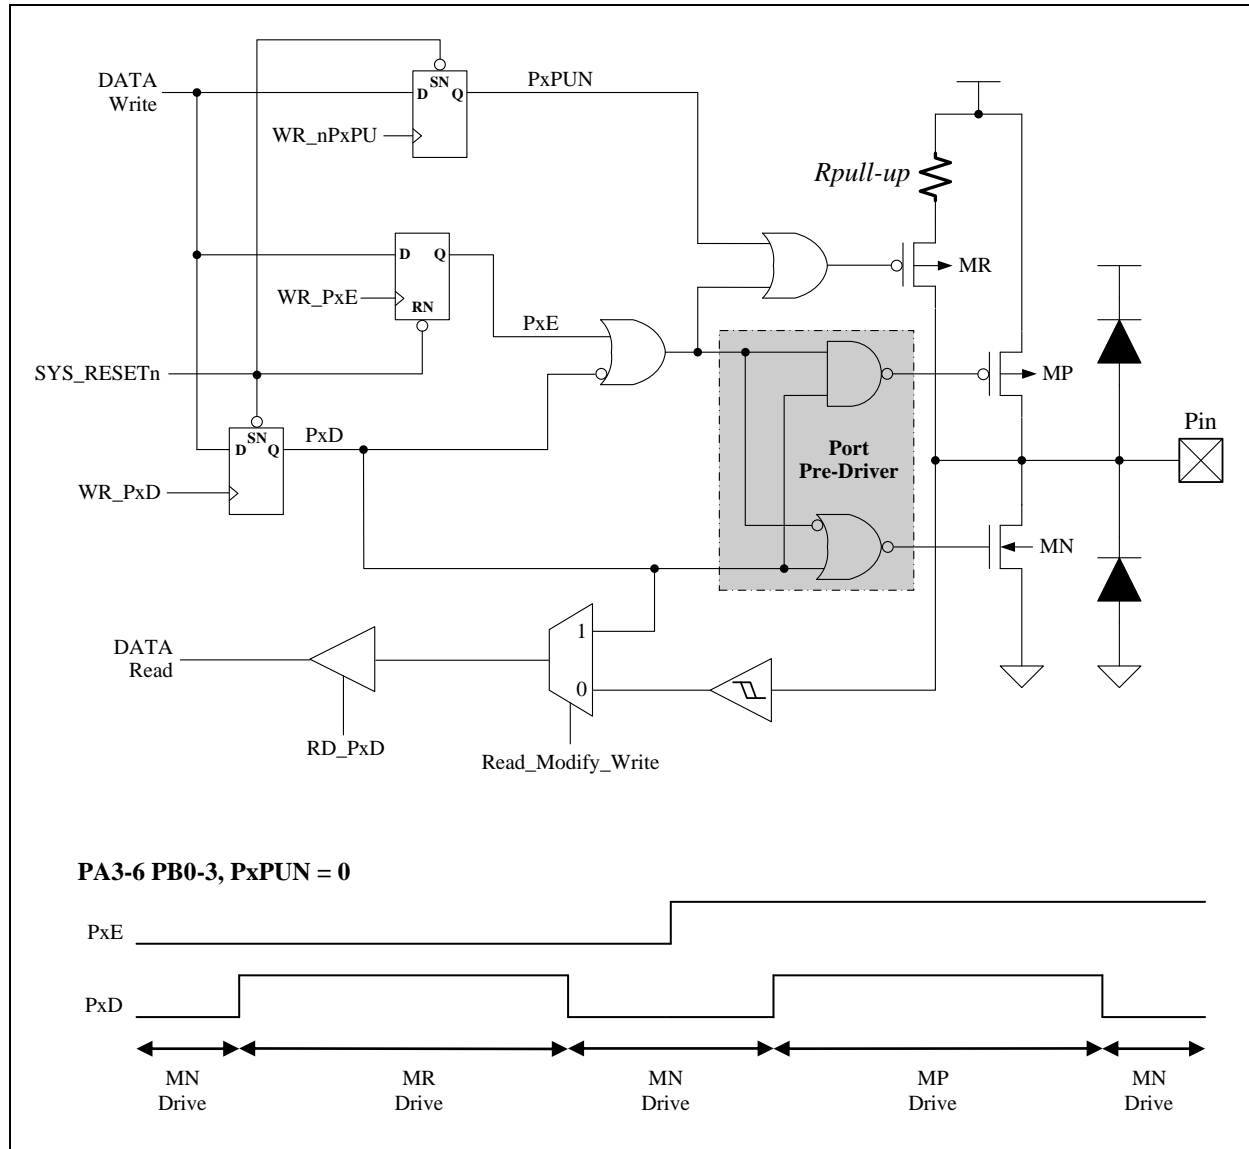 DATA
Write
D
SN
Q
PxPUN
WR_nPxPU
Rpull-up
D
Q
RN
WR_PxE
PxE
MR
SYS_RESETn
MP
D
SN
Q
PxD
Port
Pre-Driver
Pin
WR_PxD
MN
DATA
Read
1
0
RD_PxD
Read_Modify_Write
PA3-6 PB0-3, PxPUN = 0
PxE
PxD
MN
Drive
MR
Drive
MN
Drive
MP
Drive
MN
Drive